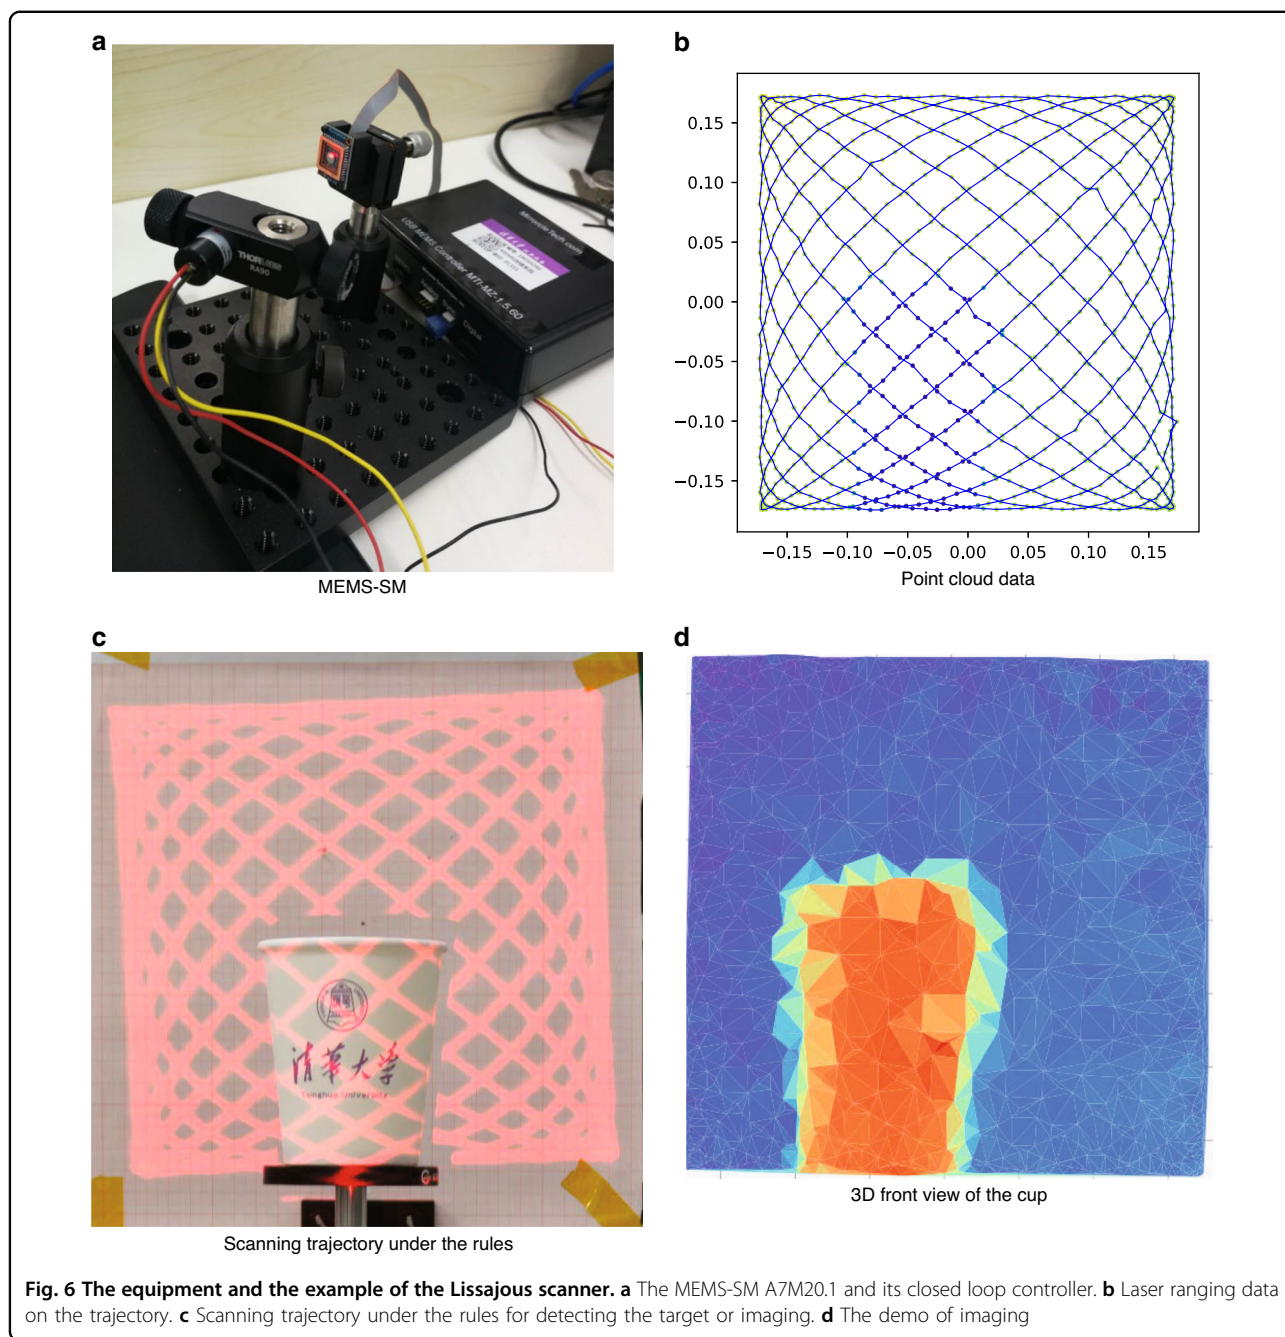 a
THORLABS
RA90
MirrorcleTech.com
USB MEMS Controller MTI-MZ-1.5 60
Output
MEMS-SM
b
0.15
0.10
0.05
0.00
−0.05
−0.10
−0.15
−0.15 −0.10 −0.05 0.00 0.05 0.10 0.15
Point cloud data
c
清華大学
Tsinghua University
Scanning trajectory under the rules
d
3D front view of the cup
Fig. 6 The equipment and the example of the Lissajous scanner. a The MEMS-SM A7M20.1 and its closed loop controller. b Laser ranging data
on the trajectory. c Scanning trajectory under the rules for detecting the target or imaging. d The demo of imaging